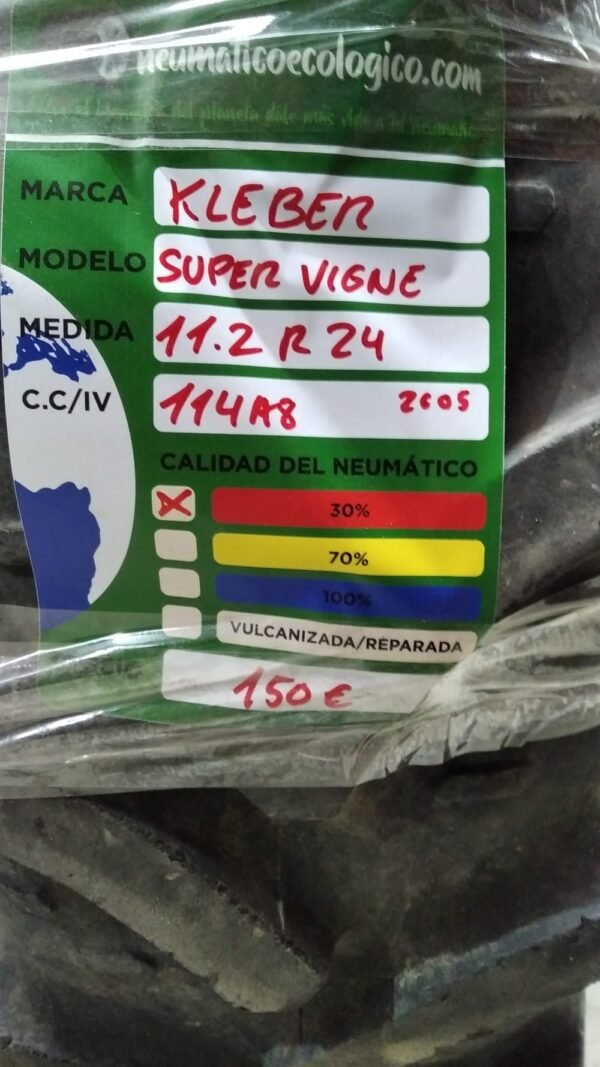 neumaticoecologico.com
MARCA KLEBER
MODELO SUPER VIGNE
MEDIDA 11.2 R 24
C.C/IV 114A8 2605
CALIDAD DEL NEUMÁTICO
X 30%
70%
100%
VULCANIZADA/REPARADA
150 €